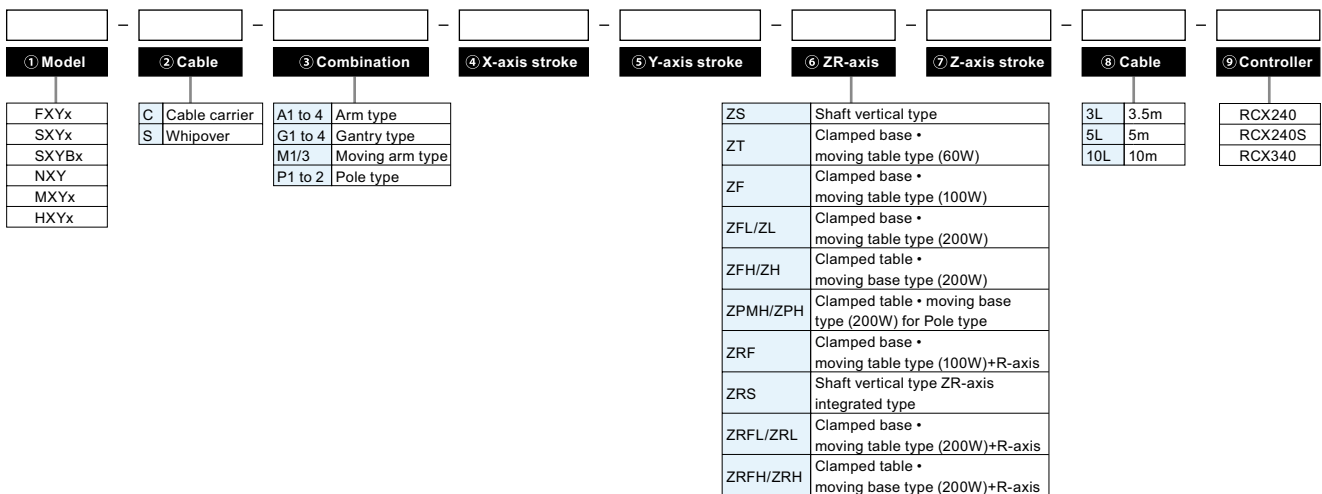 – – – – – – – –
① Model ② Cable ③ Combination ④ X-axis stroke ⑤ Y-axis stroke ⑥ ZR-axis ⑦ Z-axis stroke ⑧ Cable ⑨ Controller
FXYx
SXYx
SXYBx
NXY
MXYx
HXYx
C Cable carrier
S Whipover
A1 to 4 Arm type
G1 to 4 Gantry type
M1/3 Moving arm type
P1 to 2 Pole type
ZS Shaft vertical type
ZT Clamped base •
moving table type (60W)
ZF Clamped base •
moving table type (100W)
ZFL/ZL Clamped base •
moving table type (200W)
ZFH/ZH Clamped table •
moving base type (200W)
ZPMH/ZPH Clamped table • moving base
type (200W) for Pole type
ZRF Clamped base •
moving table type (100W)+R-axis
ZRS Shaft vertical type ZR-axis
integrated type
ZRFL/ZRL Clamped base •
moving table type (200W)+R-axis
ZRFH/ZRH Clamped table •
moving base type (200W)+R-axis
3L 3.5m
5L 5m
10L 10m
RCX240
RCX240S
RCX340